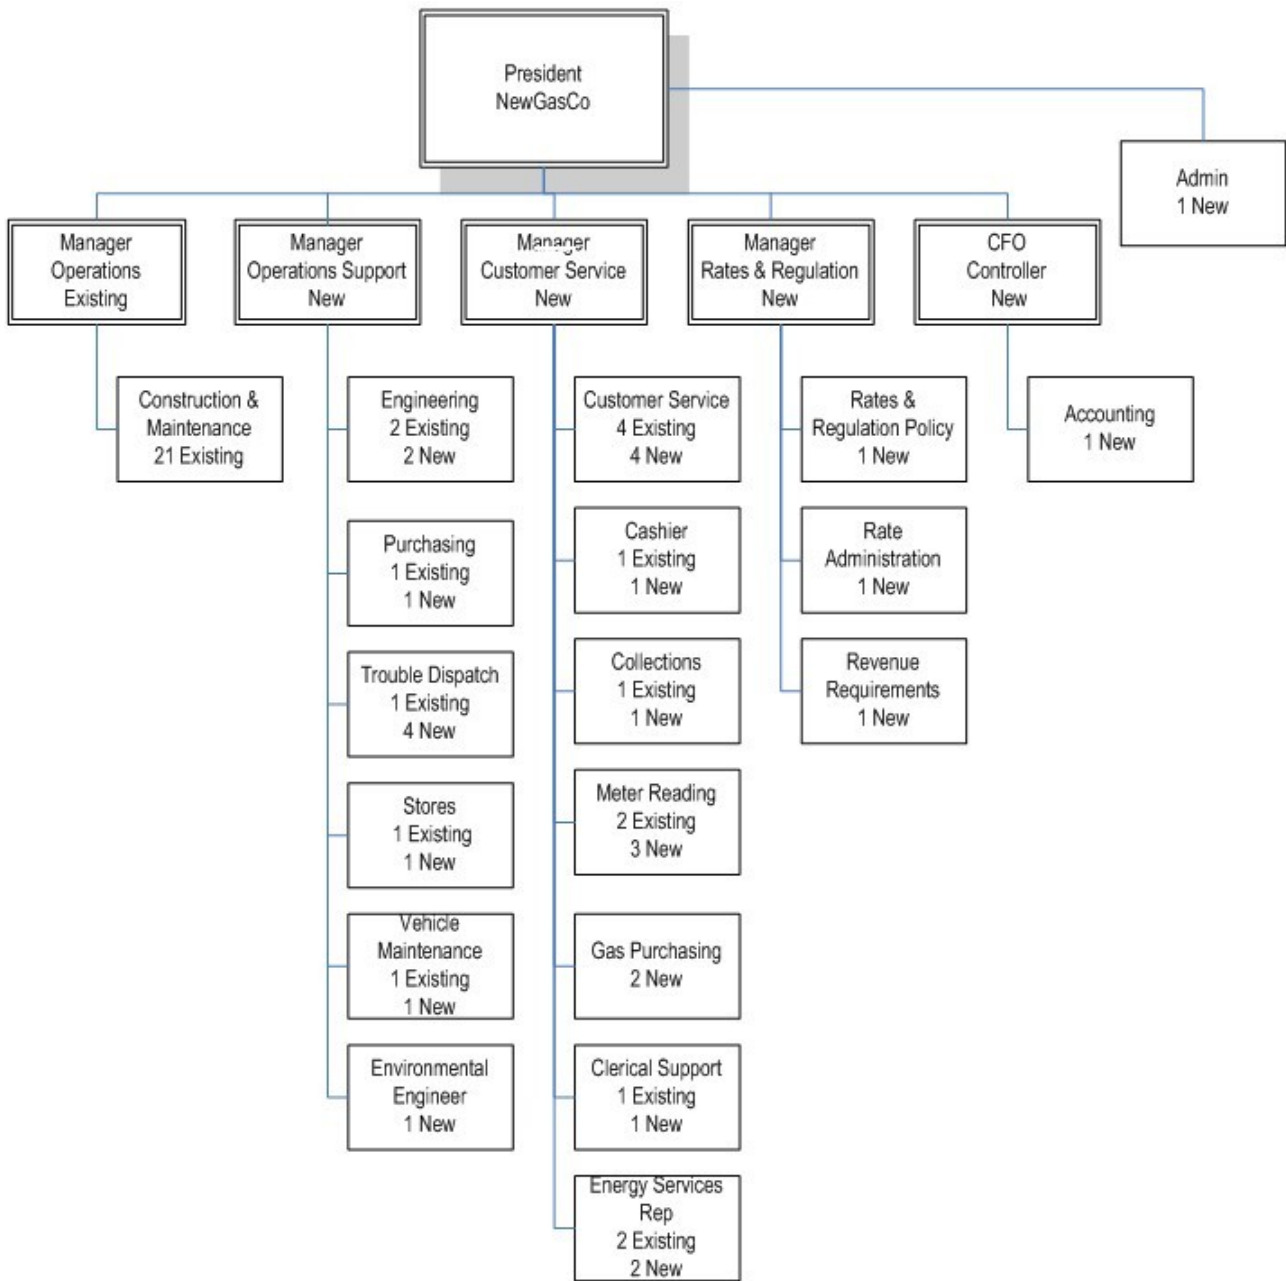 President
NewGasCo
Admin
1 New
Manager
Operations
Existing
Manager
Operations Support
New
Manager
Customer Service
New
Manager
Rates & Regulation
New
CFO
Controller
New
Construction &
Maintenance
21 Existing
Engineering
2 Existing
2 New
Purchasing
1 Existing
1 New
Trouble Dispatch
1 Existing
4 New
Stores
1 Existing
1 New
Vehicle
Maintenance
1 Existing
1 New
Environmental
Engineer
1 New
Customer Service
4 Existing
4 New
Cashier
1 Existing
1 New
Collections
1 Existing
1 New
Meter Reading
2 Existing
3 New
Gas Purchasing
2 New
Clerical Support
1 Existing
1 New
Energy Services
Rep
2 Existing
2 New
Rates &
Regulation Policy
1 New
Rate
Administration
1 New
Revenue
Requirements
1 New
Accounting
1 New